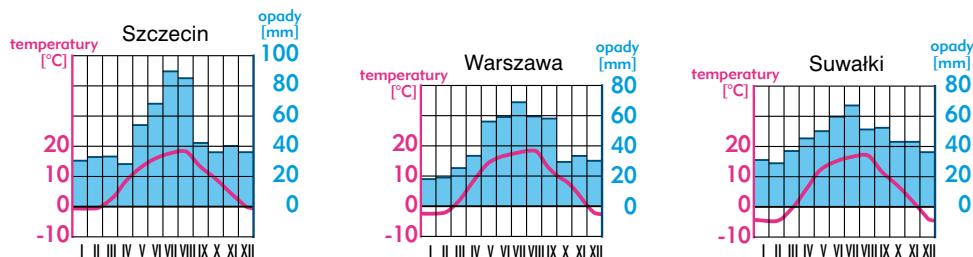 Szczecin
temperatury
[°C]
opady
[mm]
100
80
60
40
20
0
20
10
0
-10
I II III IV V VI VII VIII IX X XI XII
Warszawa
temperatury
[°C]
opady
[mm]
80
60
40
20
0
20
10
0
-10
I II III IV V VI VII VIII IX X XI XII
Suwałki
temperatury
[°C]
opady
[mm]
80
60
40
20
0
20
10
0
-10
I II III IV V VI VII VIII IX X XI XII